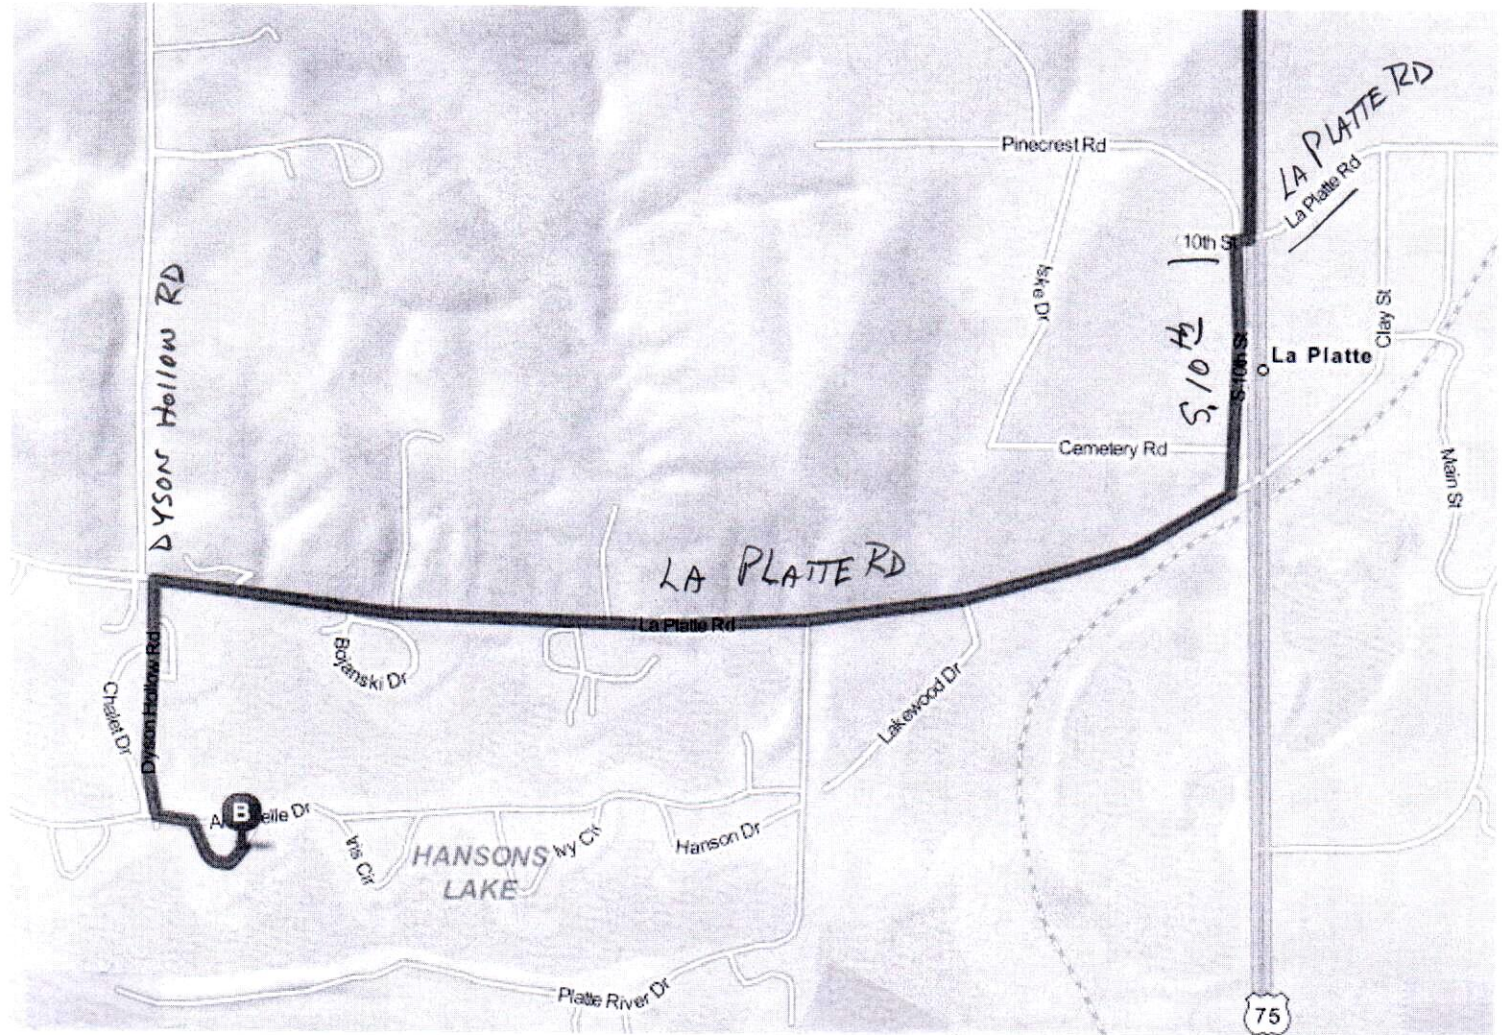 LA PLATTE RD
Pinecrest Rd
La Platte Rd
10th St
DYSON Hollow RD
Iske Dr
S. 10th
S 10th St
Clay St
La Platte
Cemetery Rd
Main St
LA PLATTE RD
La Platte Rd
Bojanski Dr
Dyson Hollow Rd
Chalet Dr
Lakewood Dr
B
elle Dr
Iris Cir
HANSONS
LAKE
Ivy Cir
Hanson Dr
Platte River Dr
75